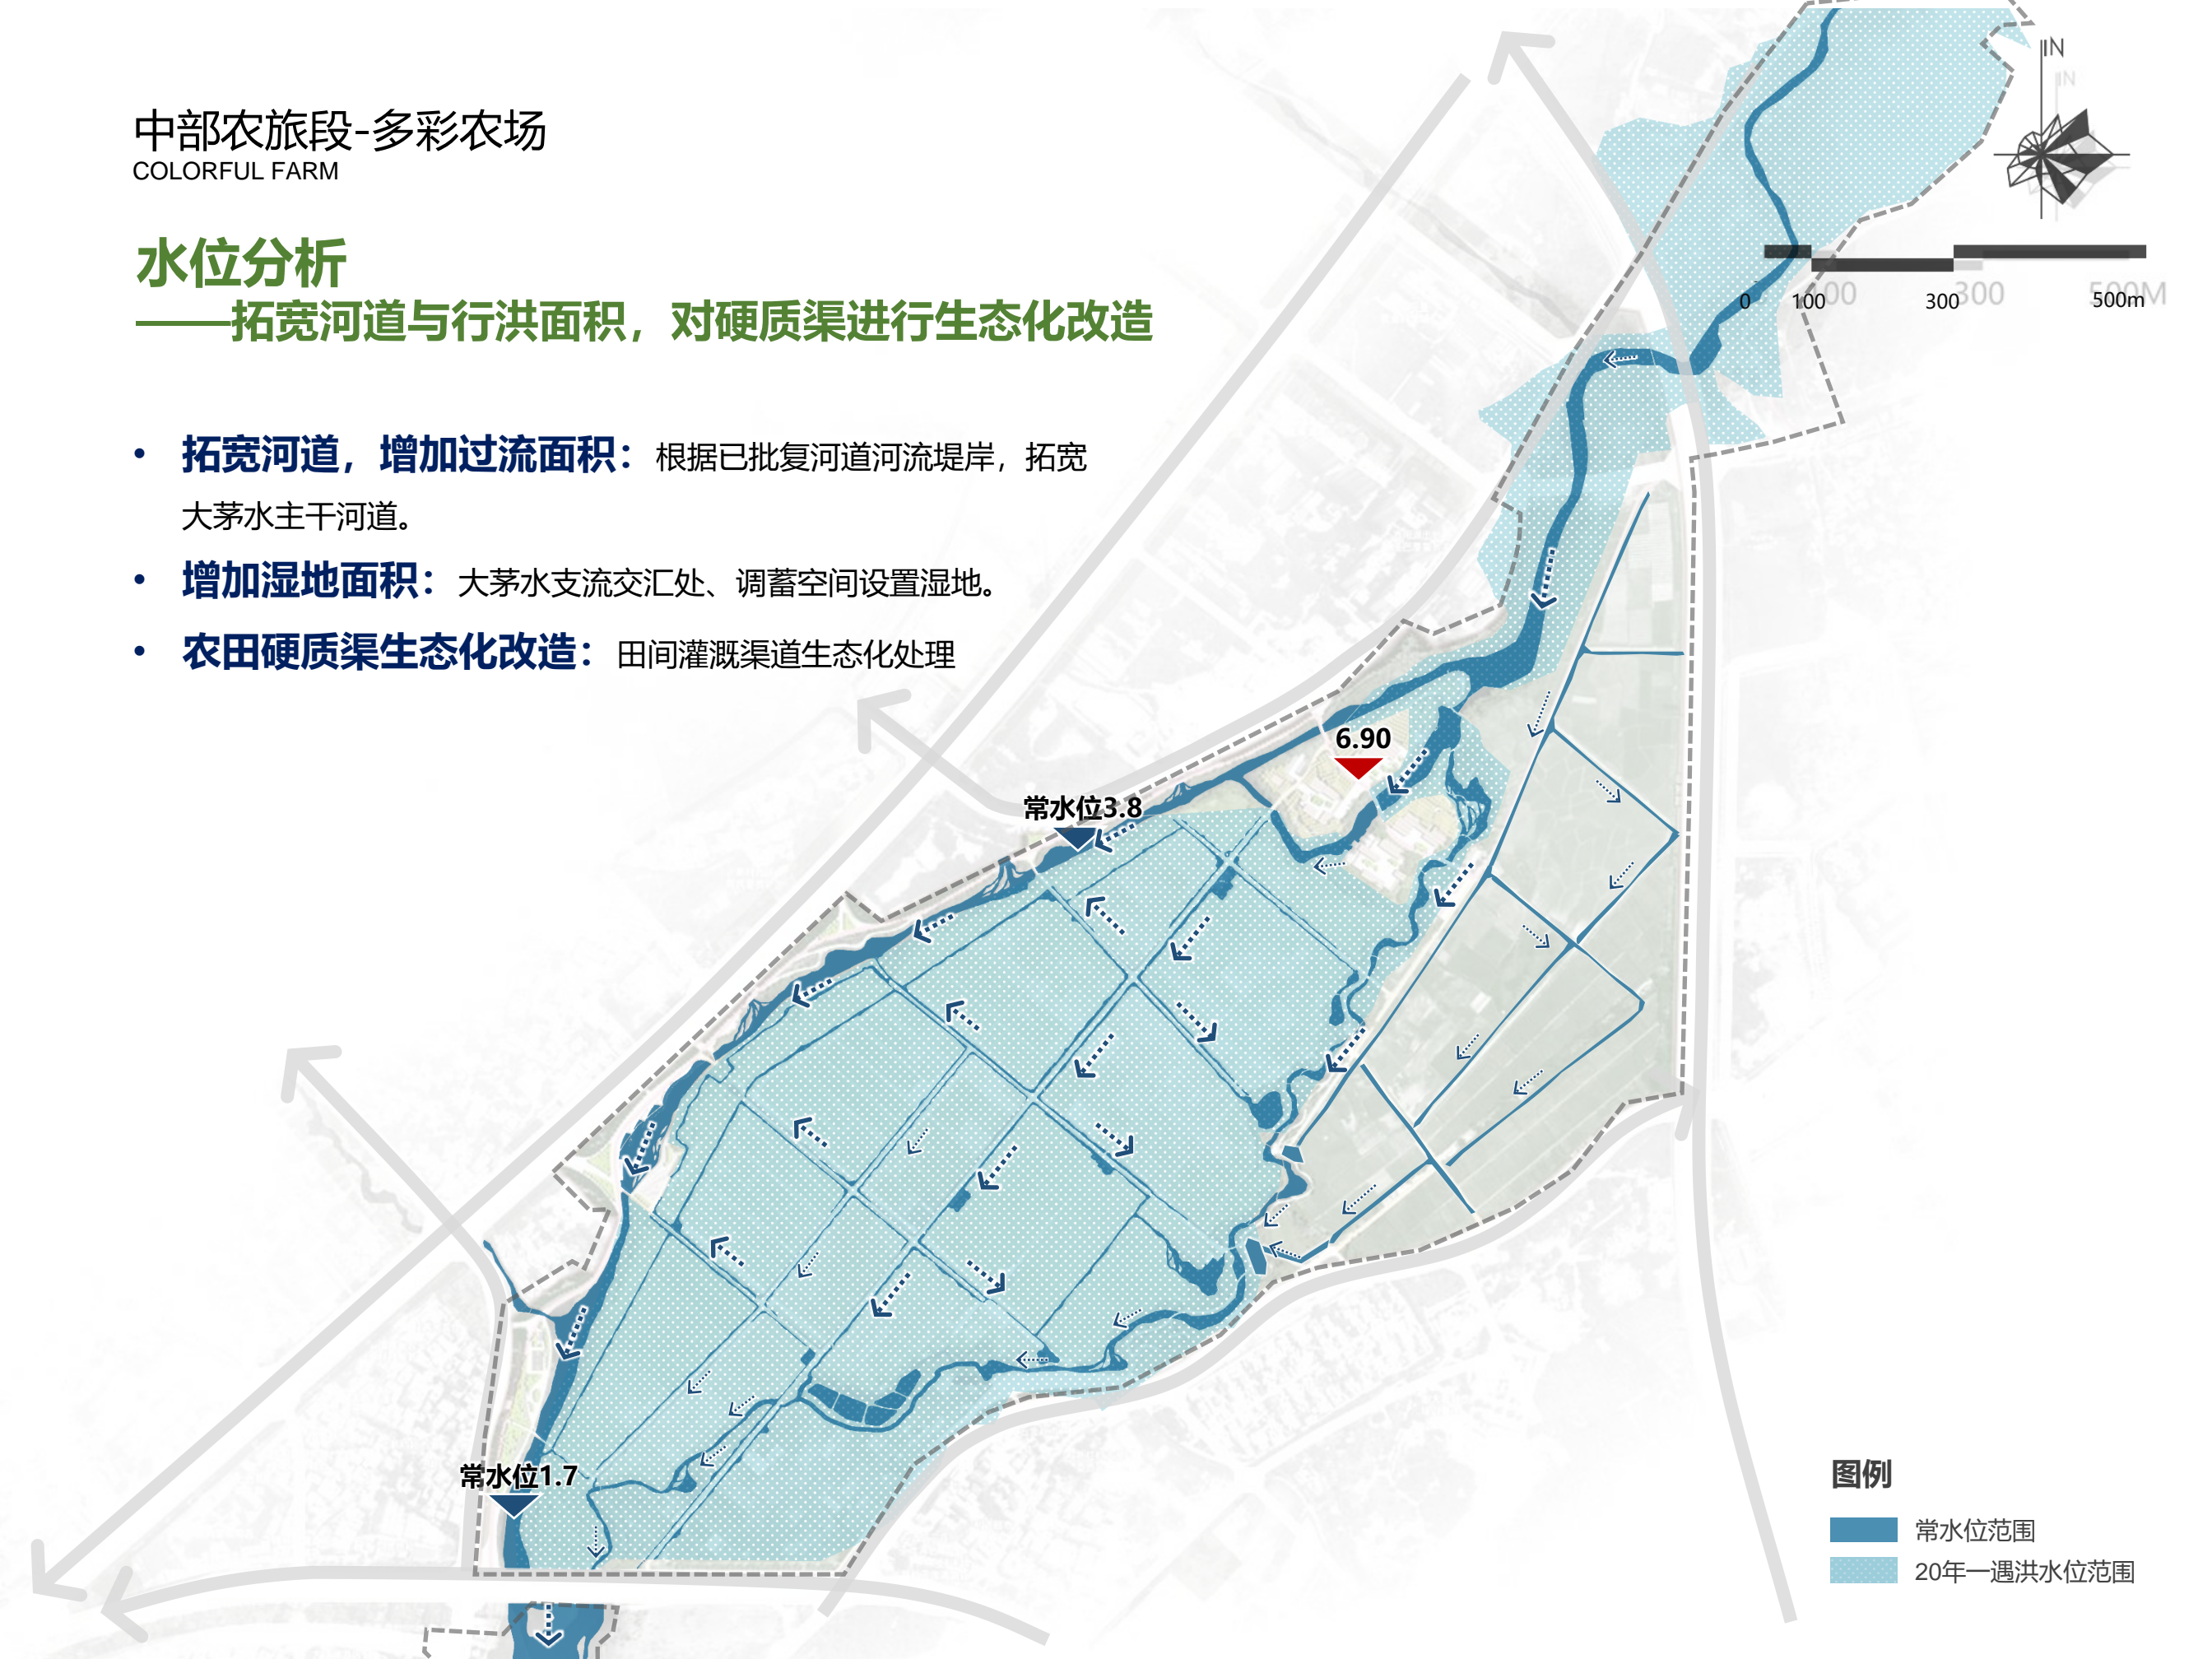 中部农旅段-多彩农场
COLORFUL FARM
水位分析
——拓宽河道与行洪面积，对硬质渠进行生态化改造
• 拓宽河道，增加过流面积：根据已批复河道河流堤岸，拓宽
大茅水主干河道。
• 增加湿地面积：大茅水支流交汇处、调蓄空间设置湿地。
• 农田硬质渠生态化改造：田间灌溉渠道生态化处理
N
N
0 100 300 500m
100 300 500M
6.90
常水位3.8
常水位1.7
图例
常水位范围
20年一遇洪水位范围